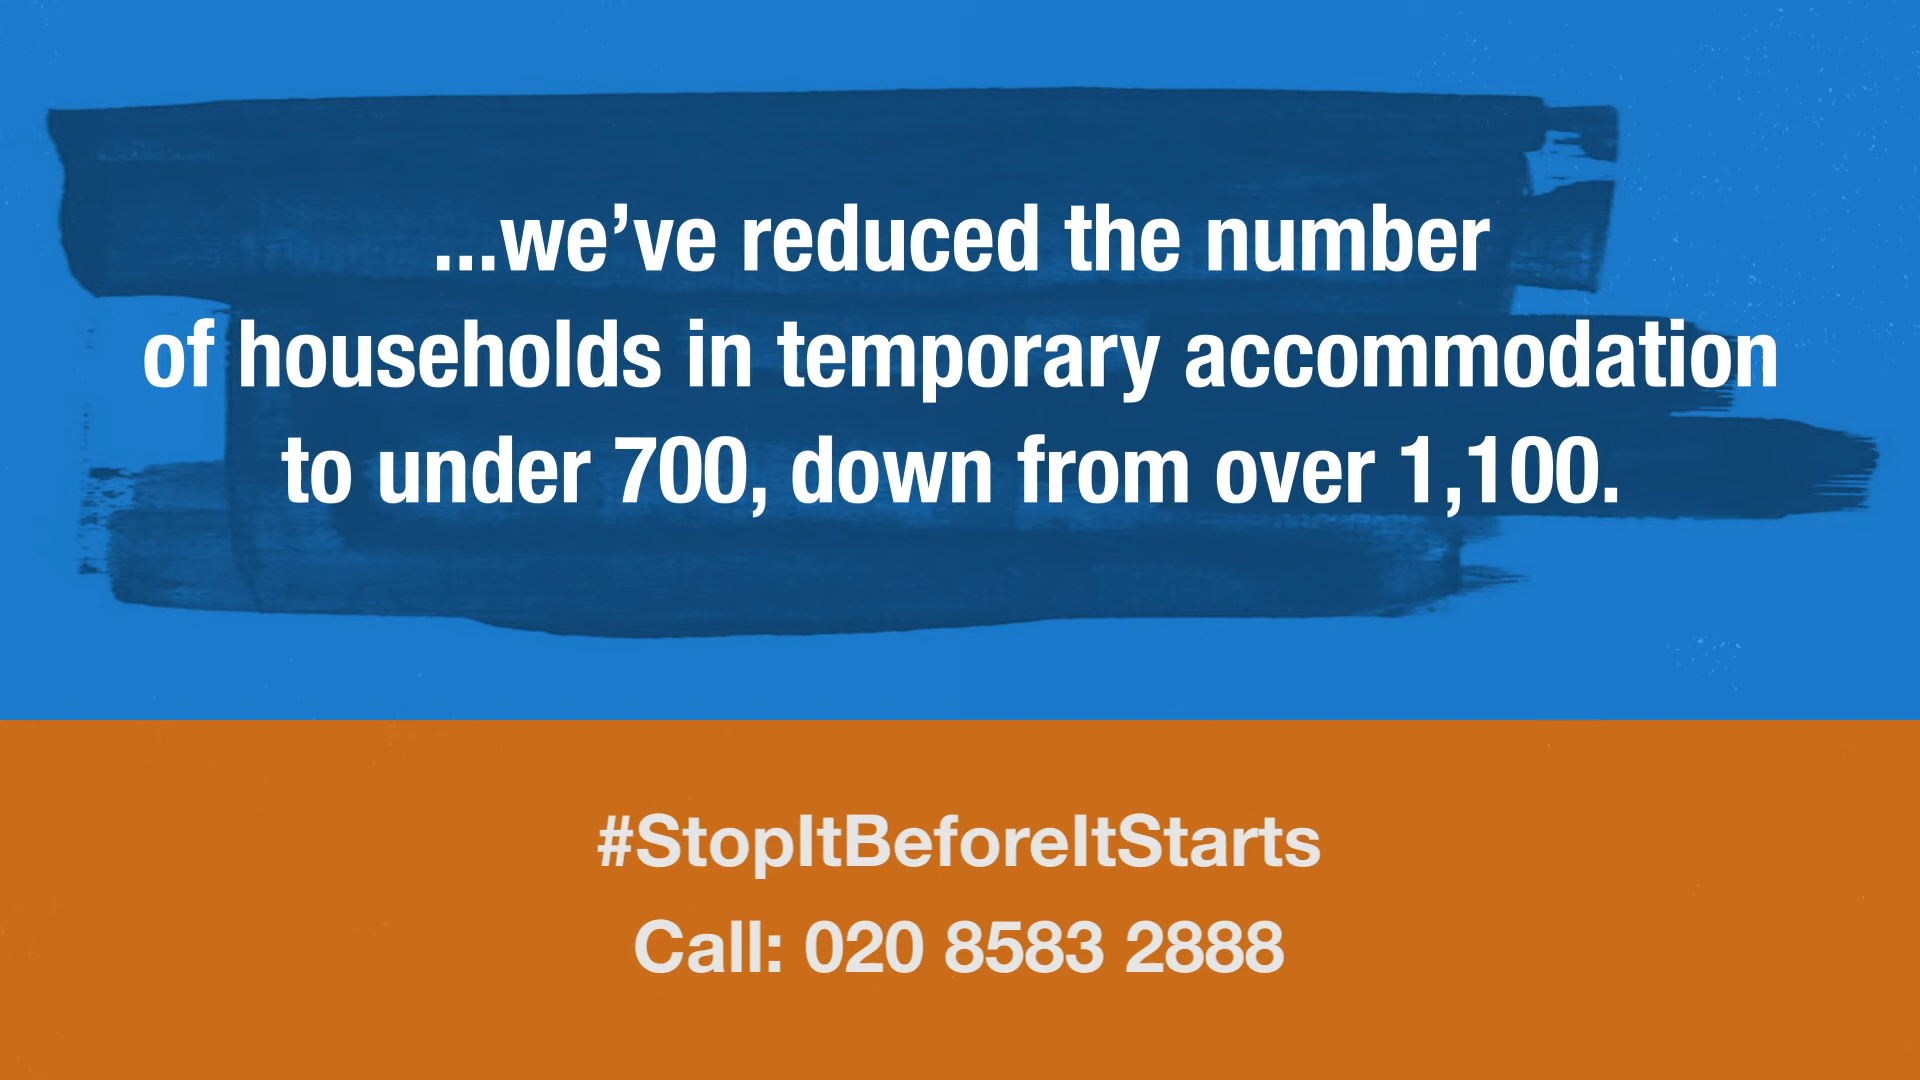 ...we’ve reduced the number
of households in temporary accommodation
to under 700, down from over 1,100.
#StopItBeforeItStarts
Call: 020 8583 2888